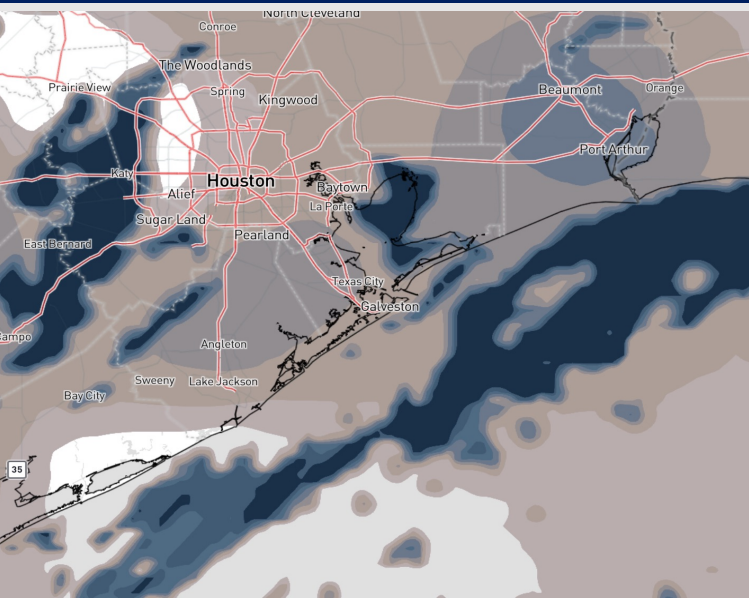 North Cleveland
Conroe
The Woodlands
Prairie View
Spring
Kingwood
Beaumont
Orange
Port Arthur
Katy
Houston
Alief
Baytown
La Porte
Sugar Land
Pearland
East Bernard
Texas City
Galveston
Campo
Angleton
Sweeny
Lake Jackson
Bay City
35